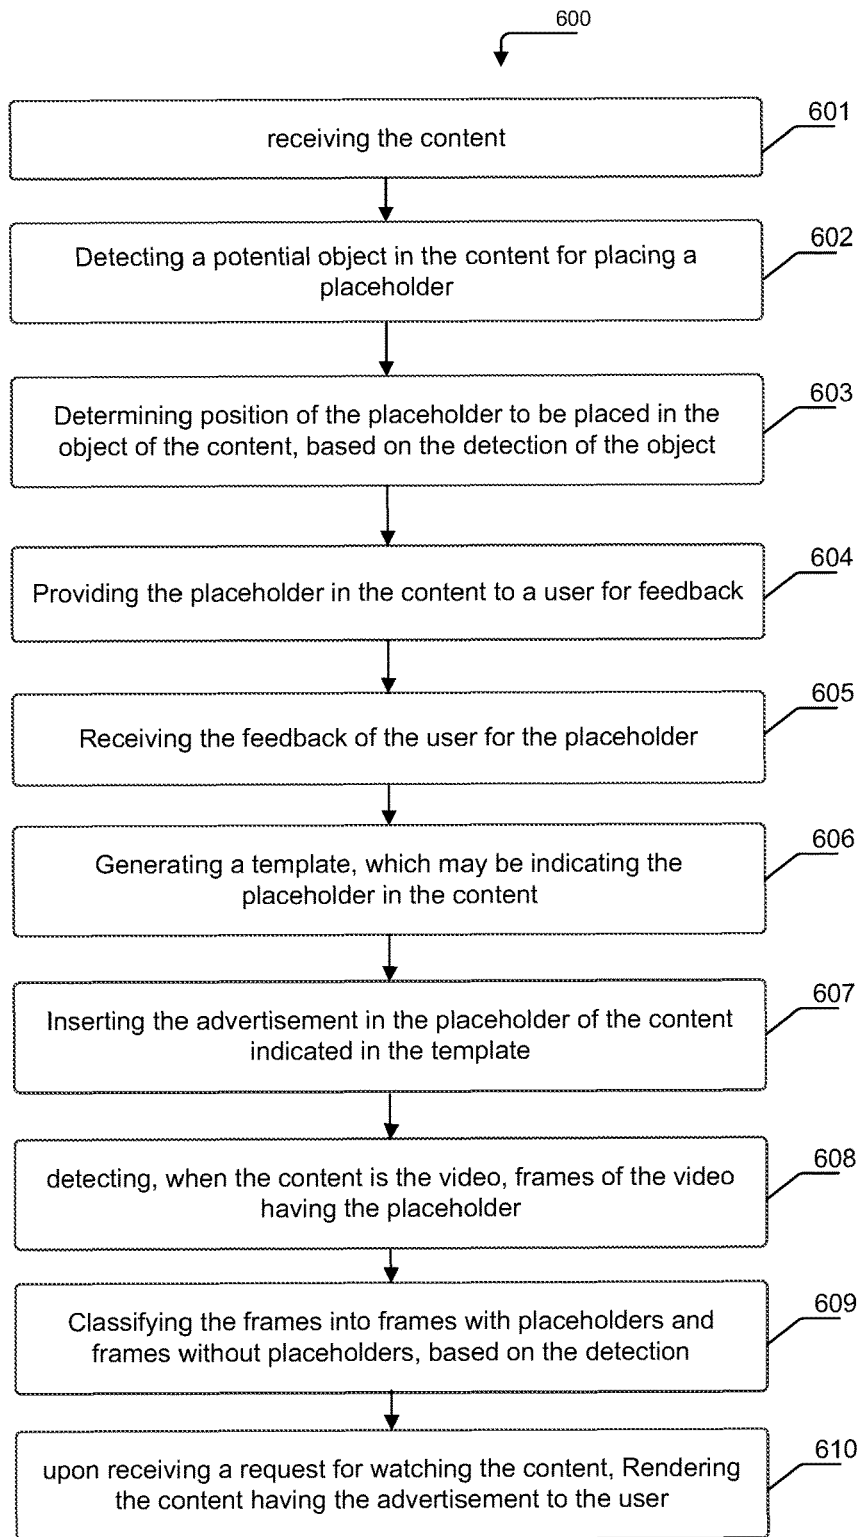 600
receiving the content
601
Detecting a potential object in the content for placing a
placeholder
602
Determining position of the placeholder to be placed in the
object of the content, based on the detection of the object
603
Providing the placeholder in the content to a user for feedback
604
Receiving the feedback of the user for the placeholder
605
Generating a template, which may be indicating the
placeholder in the content
606
Inserting the advertisement in the placeholder of the content
indicated in the template
607
detecting, when the content is the video, frames of the video
having the placeholder
608
Classifying the frames into frames with placeholders and
frames without placeholders, based on the detection
609
upon receiving a request for watching the content, Rendering
the content having the advertisement to the user
610